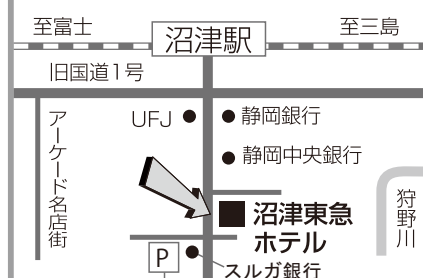 至富士
沼津駅
至三島
旧国道1号
アーケード名店街
UFJ
静岡銀行
静岡中央銀行
沼津東急
ホテル
狩野川
P
スルガ銀行